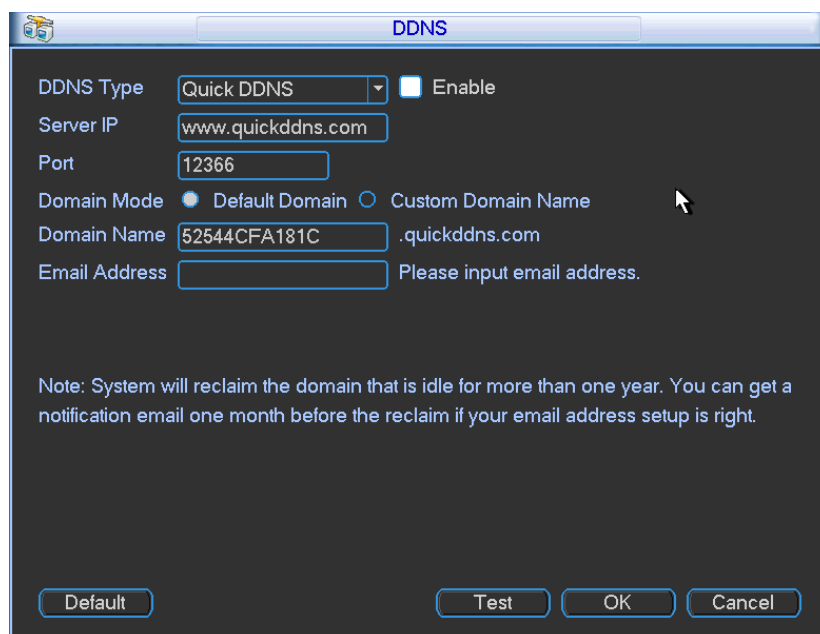 DDNS
DDNS Type Quick DDNS Enable
Server IP www.quickddns.com
Port 12366
Domain Mode Default Domain Custom Domain Name
Domain Name 52544CFA181C .quickddns.com
Email Address Please input email address.
Note: System will reclaim the domain that is idle for more than one year. You can get a
notification email one month before the reclaim if your email address setup is right.
Default Test OK Cancel